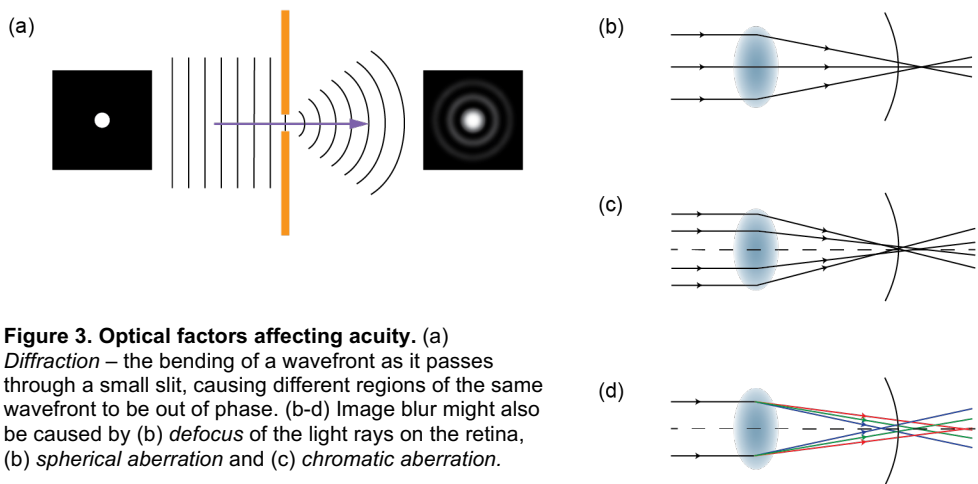 (a)
(b)
(c)
(d)
Figure 3. Optical factors affecting acuity. (a)
Diffraction – the bending of a wavefront as it passes
through a small slit, causing different regions of the same
wavefront to be out of phase. (b-d) Image blur might also
be caused by (b) defocus of the light rays on the retina,
(b) spherical aberration and (c) chromatic aberration.